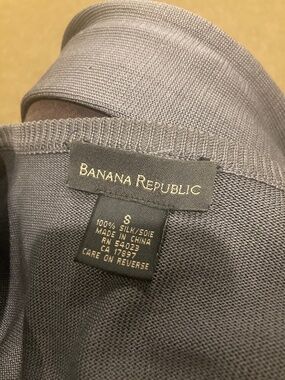 BANANA REPUBLIC
S
100% SILK/SOIE
MADE IN CHINA
RN 54023
CA 17897
CARE ON REVERSE